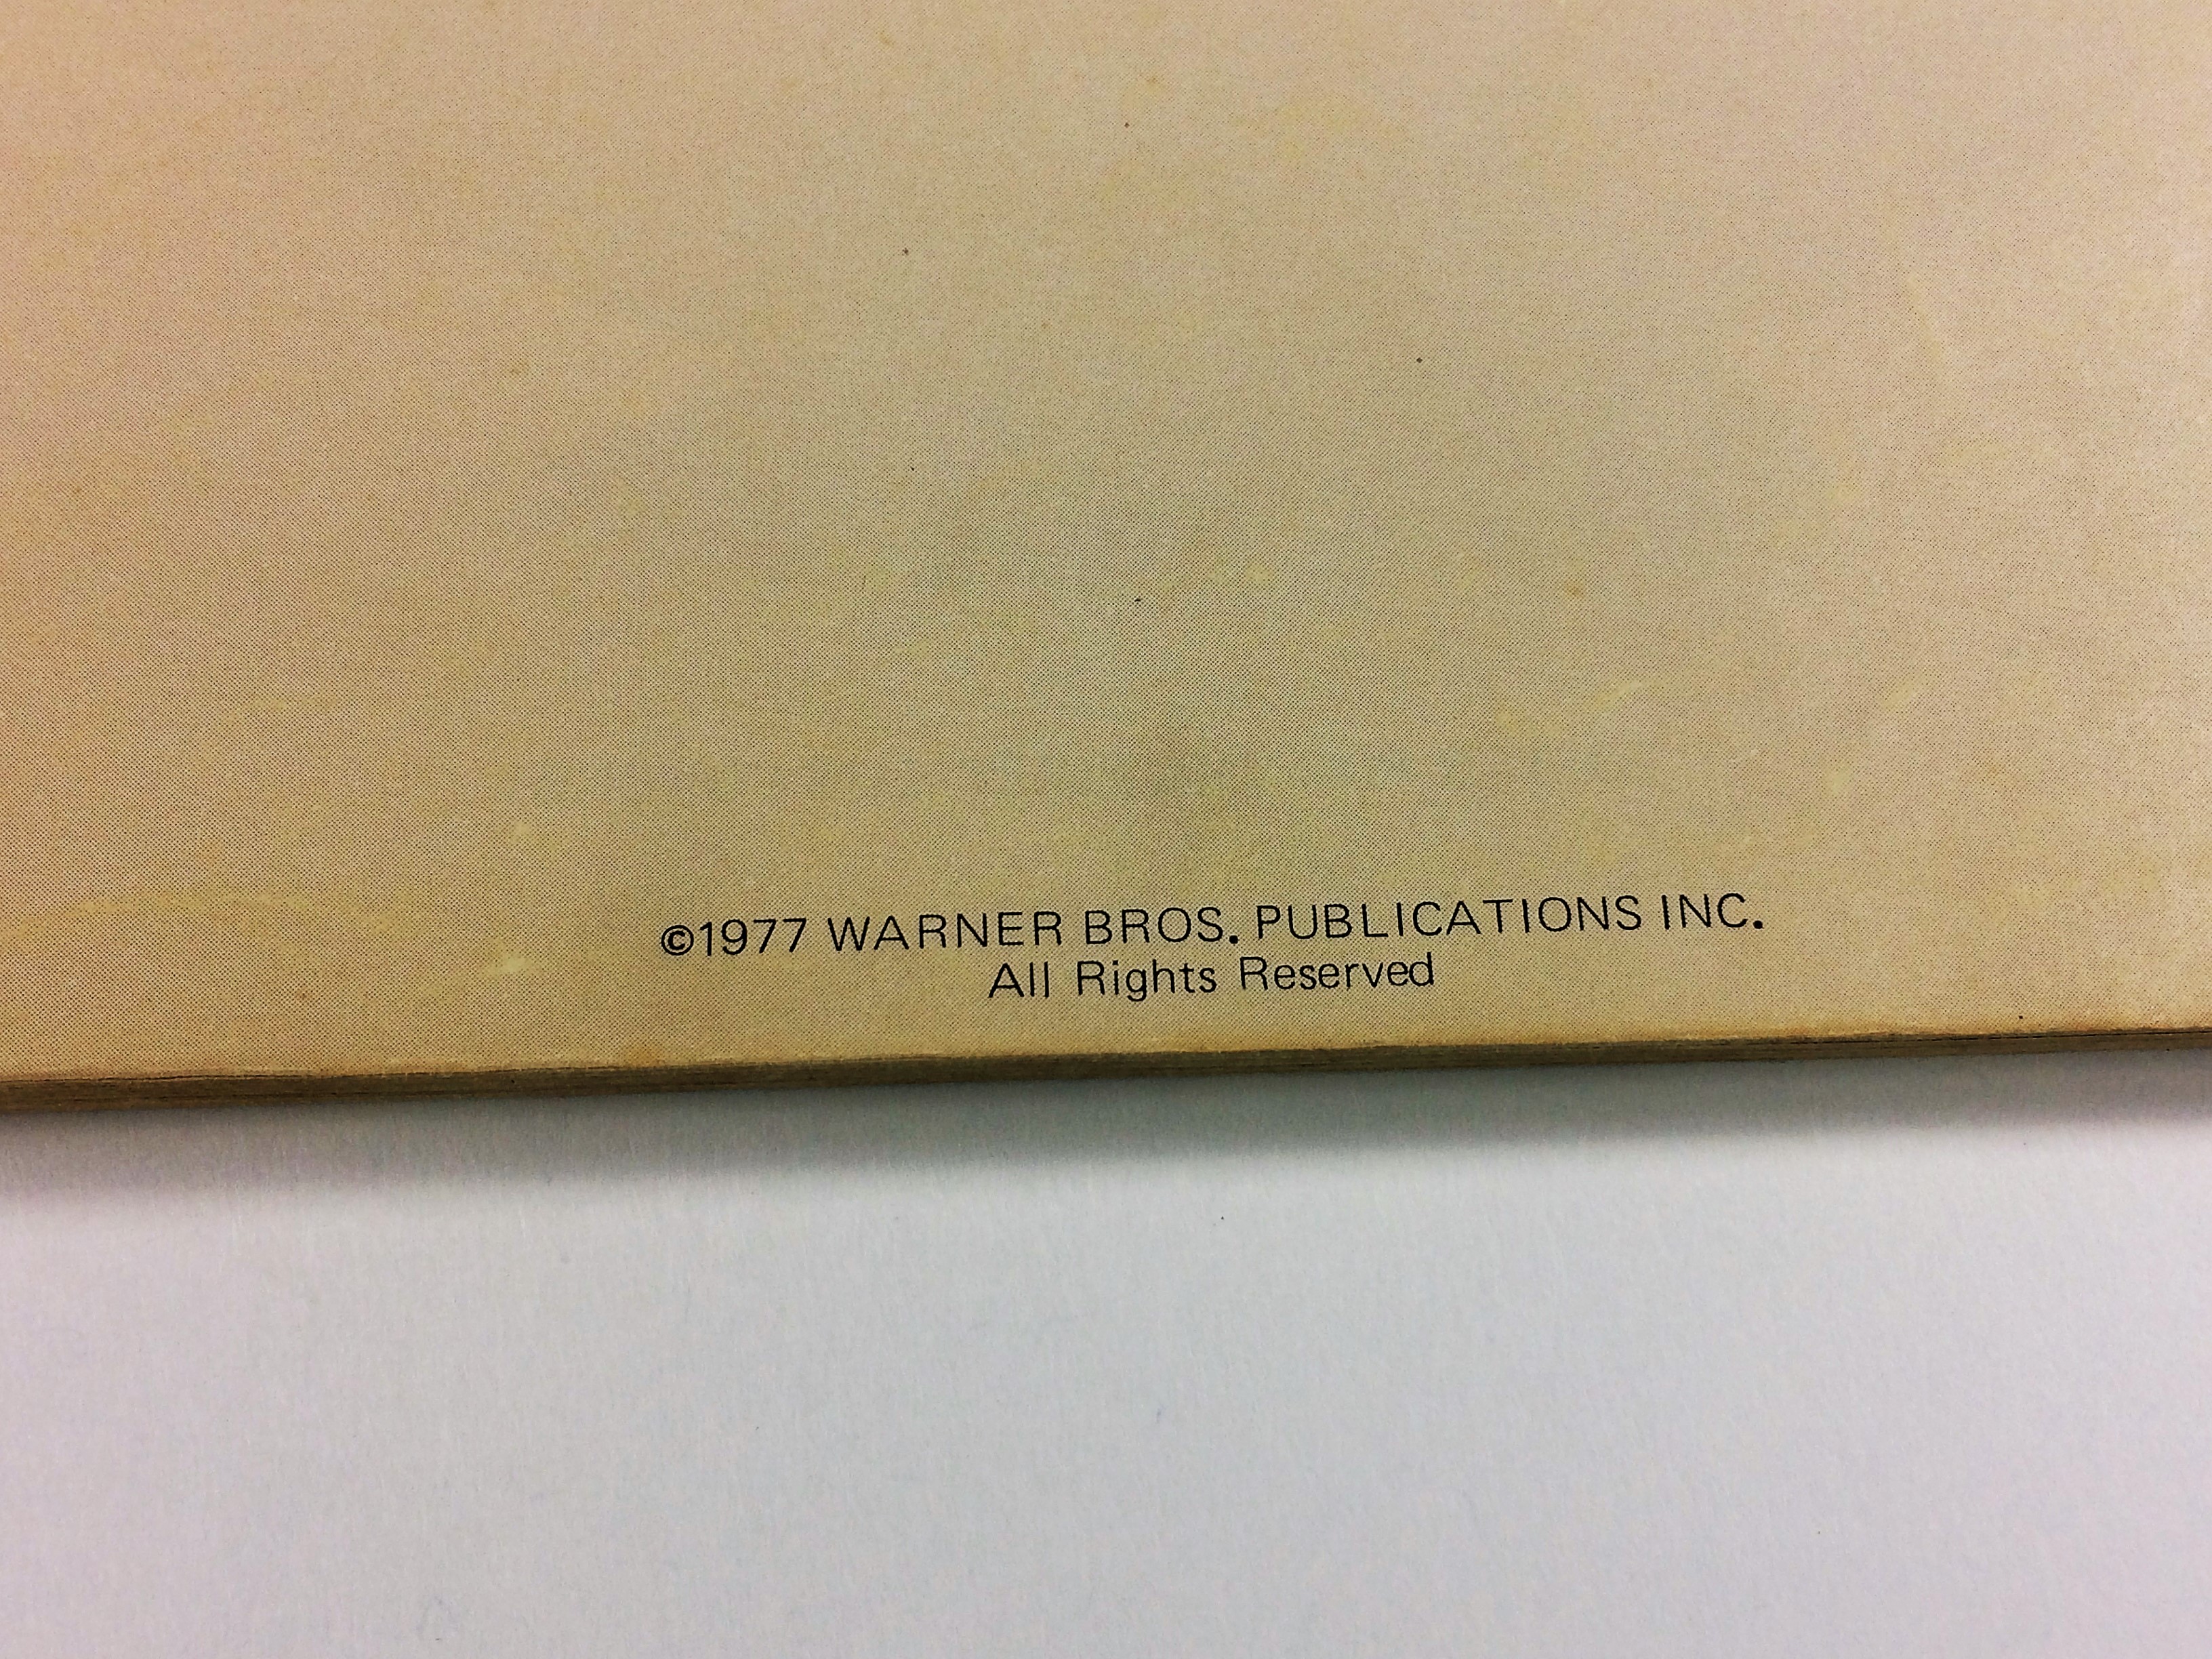 ©1977 WARNER BROS. PUBLICATIONS INC.
All Rights Reserved